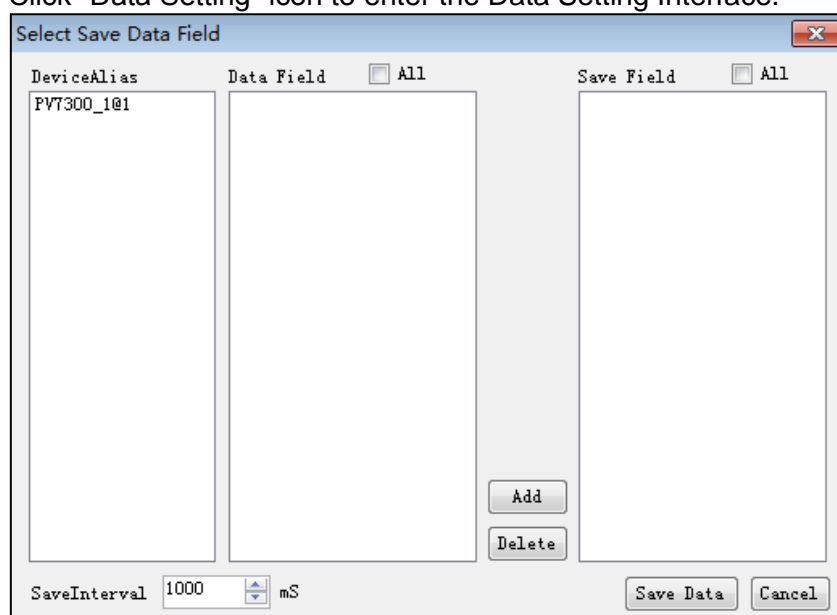 Click "Data Setting" icon to enter the Data Setting Interface.
Select Save Data Field
DeviceAlias Data Field All Save Field All
PV7300_1@1
Add
Delete
SaveInterval 1000 mS Save Data Cancel